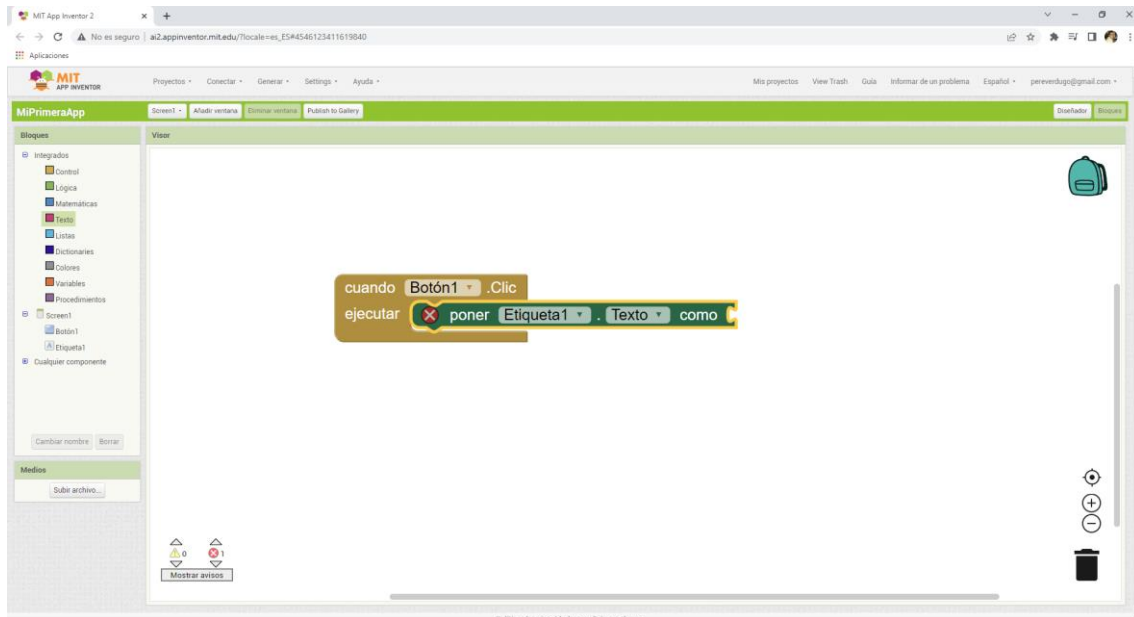 MIT App Inventor 2
No es seguro | ai2.appinventor.mit.edu/?locale=es_ES#4546123411619840
Aplicaciones
MIT APP INVENTOR
Proyectos Conectar Generar Settings Ayuda Mis proyectos View Trash Guía Informar de un problema Español pereverdugo@gmail.com
MiPrimeraApp Screen1 Añadir ventana Eliminar ventana Publish to Gallery Diseñador Bloques
Bloques
Visor
Integrados
Control
Lógica
Matemáticas
Texto
Listas
Dictionaries
Colores
Variables
Procedimientos
Screen1
Botón1
Etiqueta1
Cualquier componente
Cambiar nombre Borrar
Medios
Subir archivo...
cuando Botón1 .Clic
ejecutar poner Etiqueta1 . Texto como
0 1
Mostrar avisos